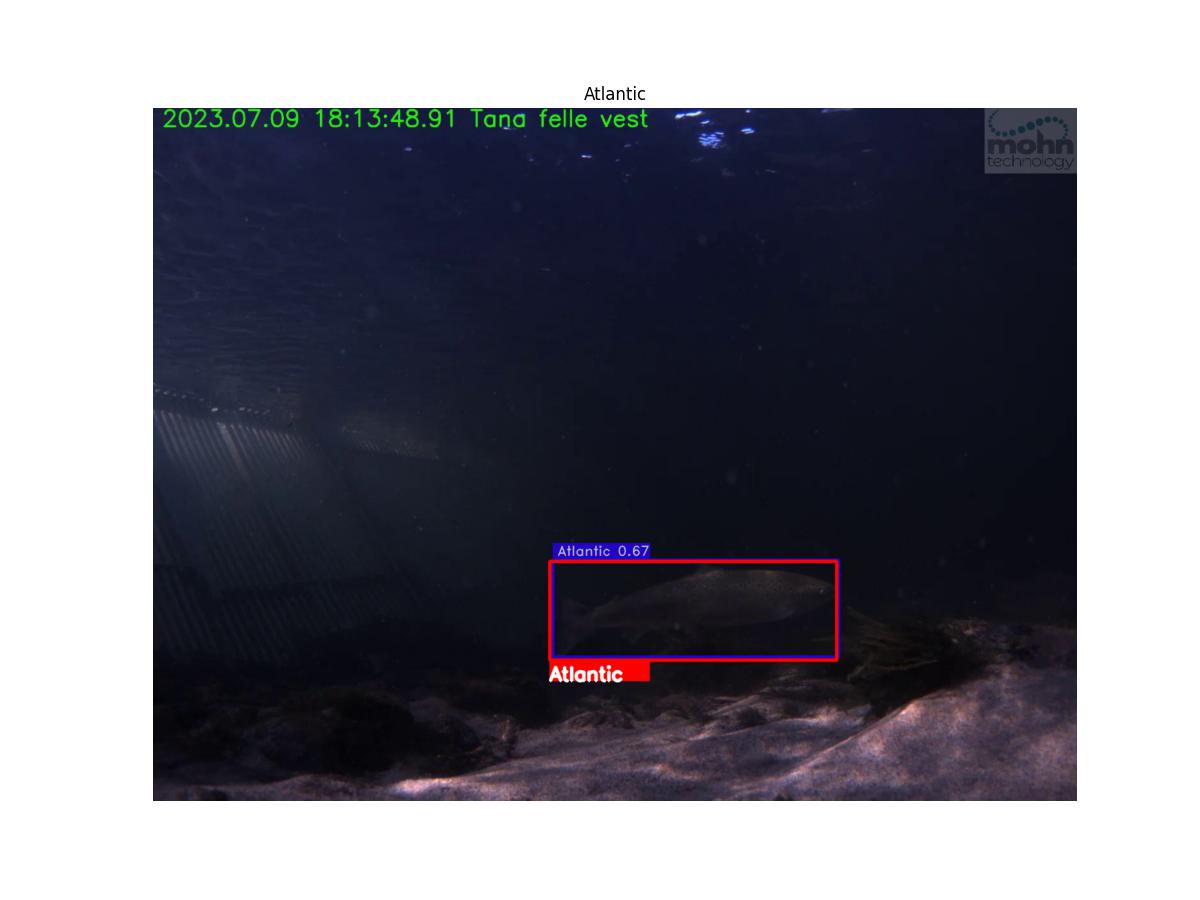 Atlantic
2023.07.09 18:13:48.91 Tana felle vest
mohn
technology
Atlantic 0.67
Atlantic